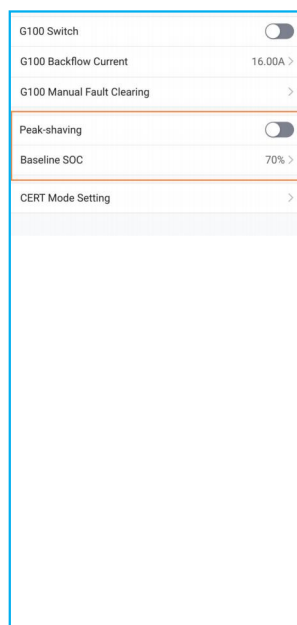 G100 Switch
G100 Backflow Current 16.00A >
G100 Manual Fault Clearing >
Peak-shaving
Baseline SOC 70% >
CERT Mode Setting >